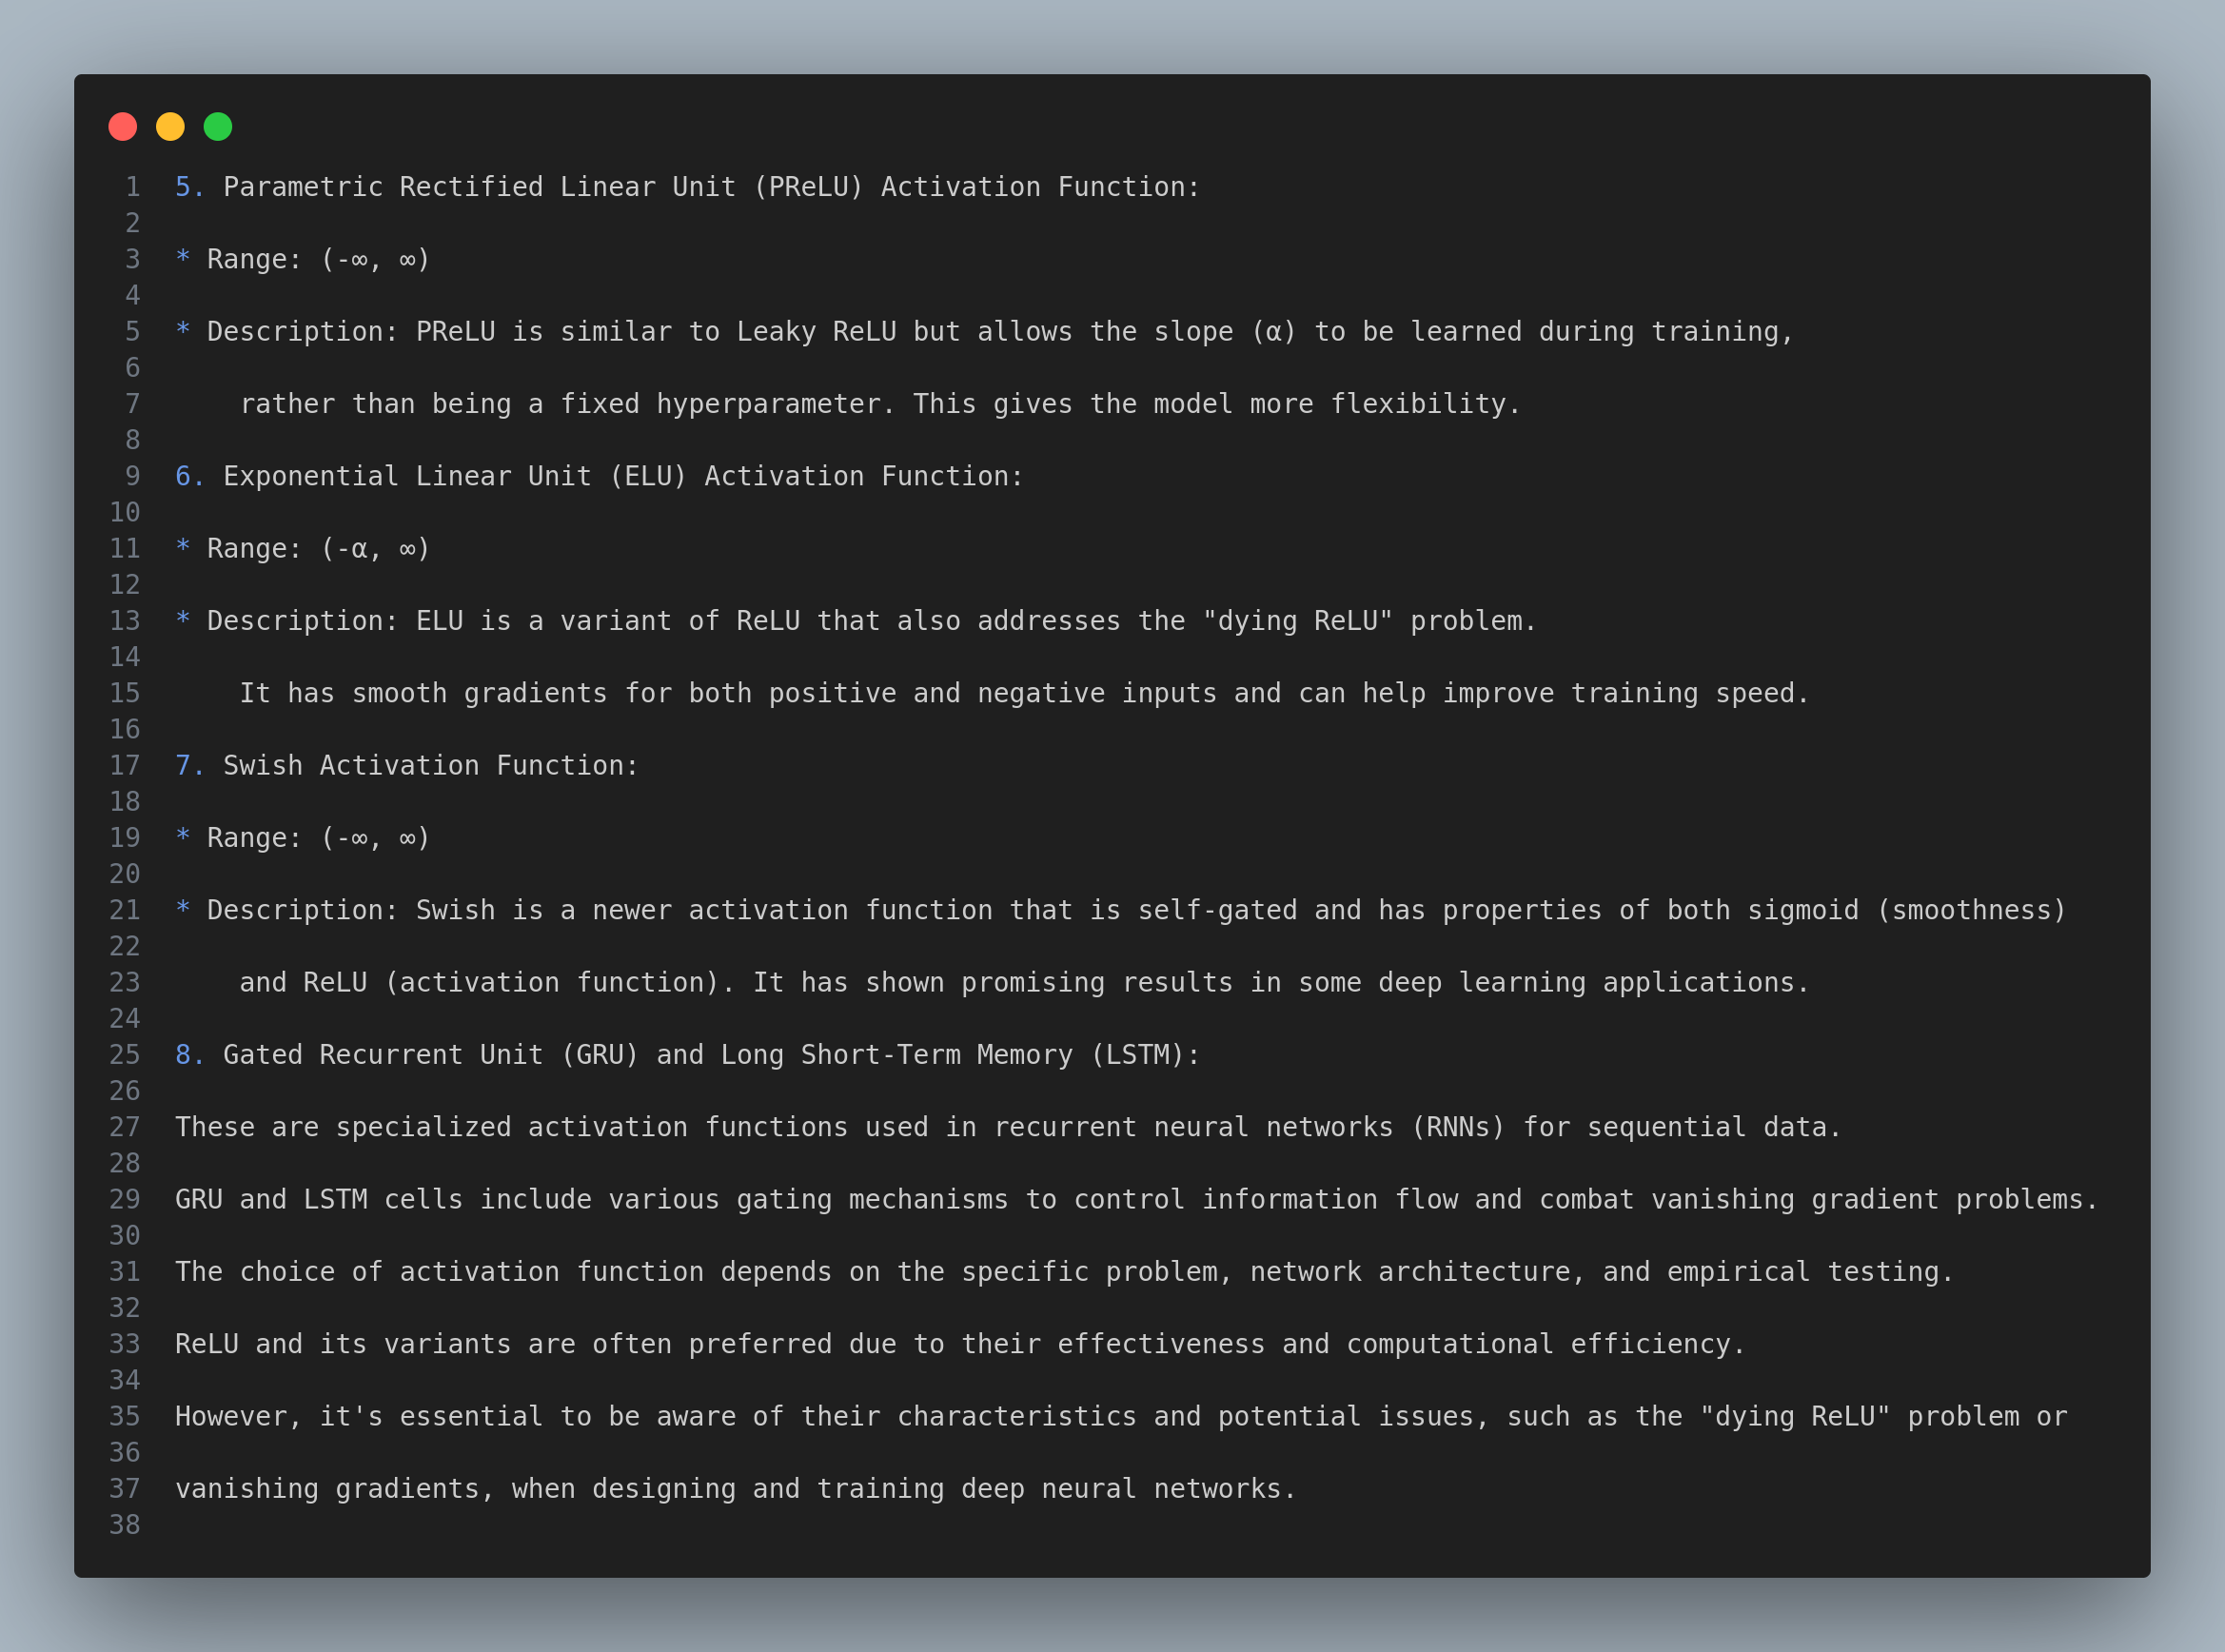 1 5. Parametric Rectified Linear Unit (PReLU) Activation Function:
2
3 * Range: (-∞, ∞)
4
5 * Description: PReLU is similar to Leaky ReLU but allows the slope (α) to be learned during training,
6
7     rather than being a fixed hyperparameter. This gives the model more flexibility.
8
9 6. Exponential Linear Unit (ELU) Activation Function:
10
11 * Range: (-α, ∞)
12
13 * Description: ELU is a variant of ReLU that also addresses the "dying ReLU" problem.
14
15     It has smooth gradients for both positive and negative inputs and can help improve training speed.
16
17 7. Swish Activation Function:
18
19 * Range: (-∞, ∞)
20
21 * Description: Swish is a newer activation function that is self-gated and has properties of both sigmoid (smoothness)
22
23     and ReLU (activation function). It has shown promising results in some deep learning applications.
24
25 8. Gated Recurrent Unit (GRU) and Long Short-Term Memory (LSTM):
26
27 These are specialized activation functions used in recurrent neural networks (RNNs) for sequential data.
28
29 GRU and LSTM cells include various gating mechanisms to control information flow and combat vanishing gradient problems.
30
31 The choice of activation function depends on the specific problem, network architecture, and empirical testing.
32
33 ReLU and its variants are often preferred due to their effectiveness and computational efficiency.
34
35 However, it's essential to be aware of their characteristics and potential issues, such as the "dying ReLU" problem or
36
37 vanishing gradients, when designing and training deep neural networks.
38